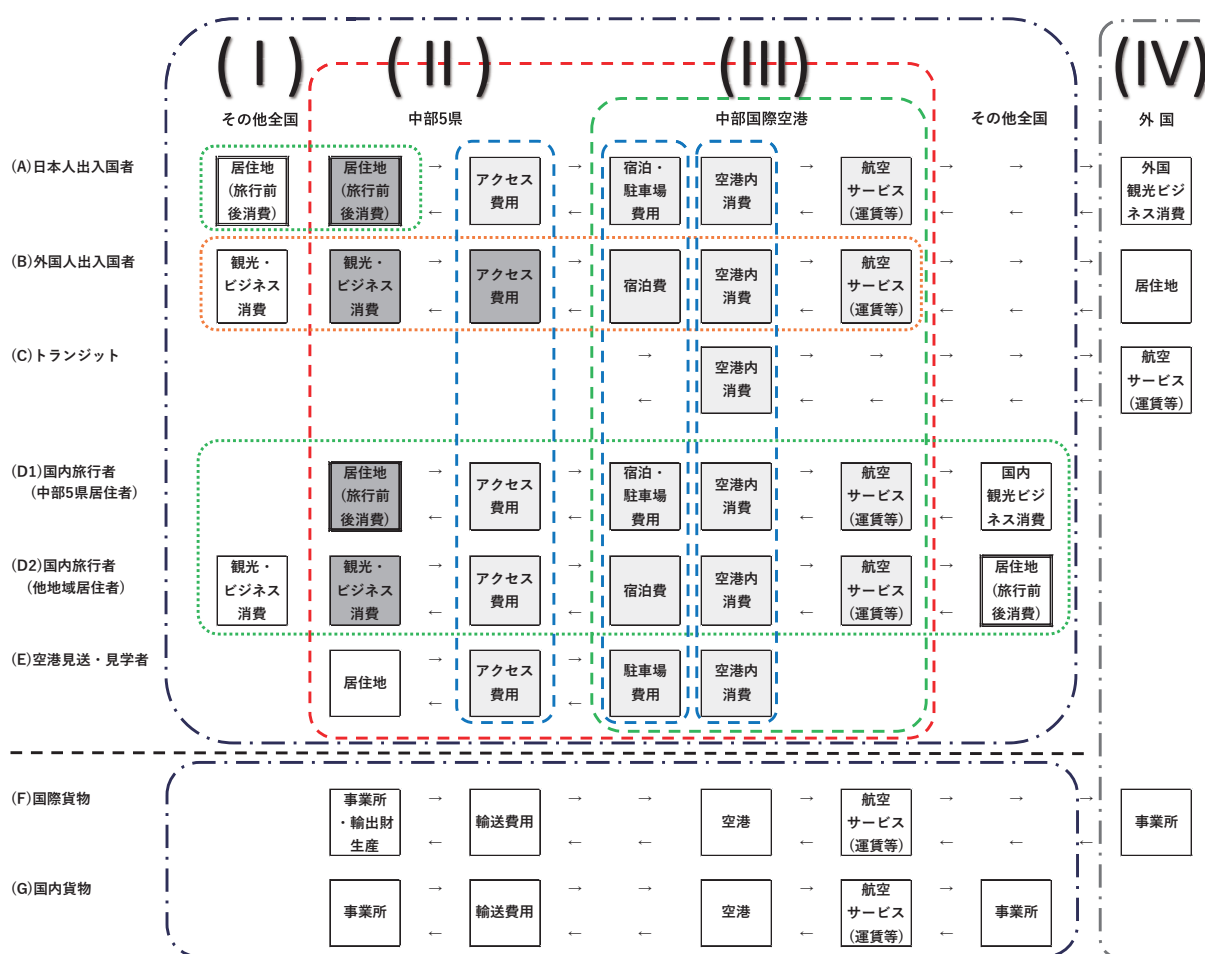 (Ⅰ) (Ⅱ) (Ⅲ) (Ⅳ)
その他全国 中部5県 中部国際空港 その他全国 外 国
(A)日本人出入国者
居住地
(旅行前
後消費)
居住地
(旅行前
後消費)
→
←
アクセス
費用
→
←
宿泊・
駐車場
費用
空港内
消費
→
←
航空
サービス
(運賃等)
→ → →
← ← ←
外国
観光ビジ
ネス消費
(B)外国人出入国者
観光・
ビジネス
消費
観光・
ビジネス
消費
→
←
アクセス
費用
→
←
宿泊費
空港内
消費
→
←
航空
サービス
(運賃等)
→ → →
← ← ←
居住地
(C)トランジット
→
←
空港内
消費
→ → → → →
← ← ← ← ←
航空
サービス
(運賃等)
(D1)国内旅行者
(中部5県居住者)
居住地
(旅行前
後消費)
→
←
アクセス
費用
→
←
宿泊・
駐車場
費用
空港内
消費
→
←
航空
サービス
(運賃等)
→
←
国内
観光ビジ
ネス消費
(D2)国内旅行者
(他地域居住者)
観光・
ビジネス
消費
観光・
ビジネス
消費
→
←
アクセス
費用
→
←
宿泊費
空港内
消費
→
←
航空
サービス
(運賃等)
→
←
居住地
(旅行前
後消費)
(E)空港見送・見学者
居住地
→
←
アクセス
費用
→
←
駐車場
費用
空港内
消費
(F)国際貨物
事業所
・輸出財
生産
→
←
輸送費用
→ →
← ←
空港
→
←
航空
サービス
(運賃等)
→ → →
← ← ←
事業所
(G)国内貨物
事業所
→
←
輸送費用
→ →
← ←
空港
→
←
航空
サービス
(運賃等)
→
←
事業所